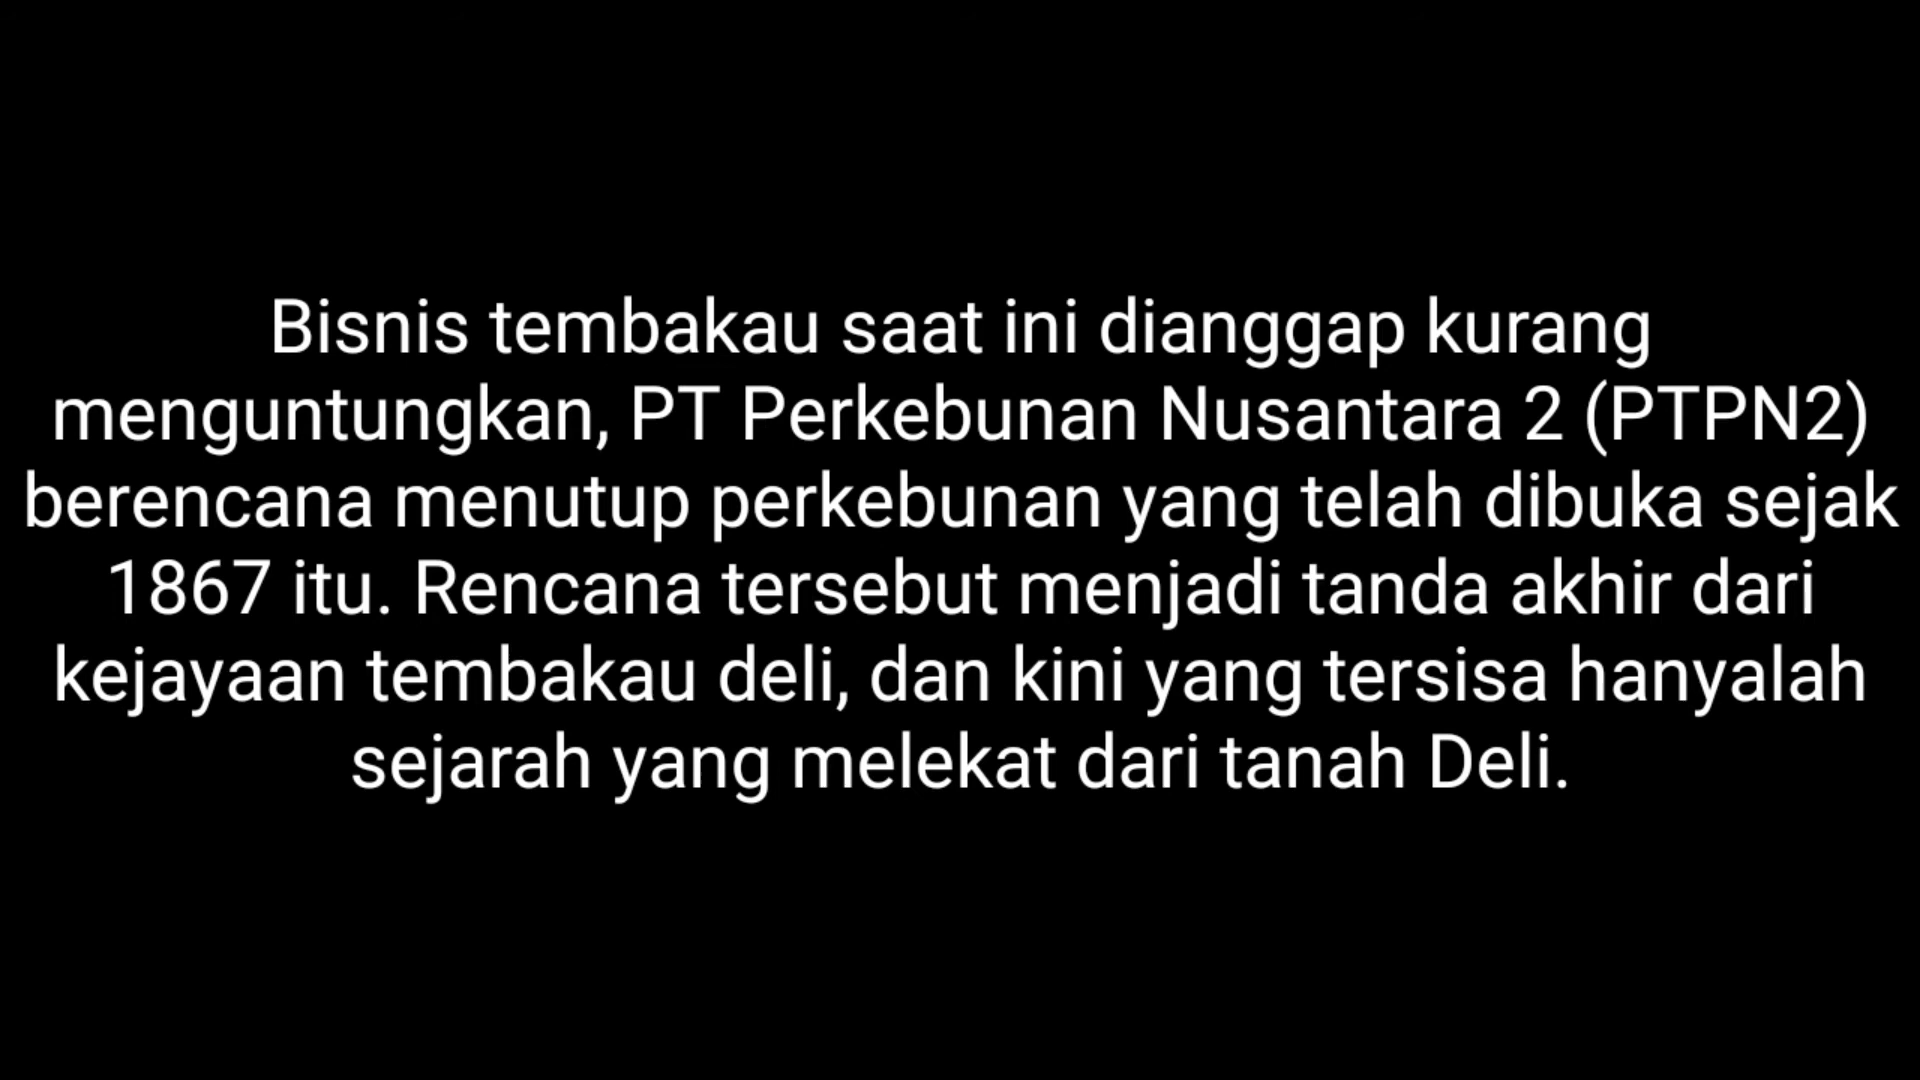 Bisnis tembakau saat ini dianggap kurang
menguntungkan, PT Perkebunan Nusantara 2 (PTPN2)
berencana menutup perkebunan yang telah dibuka sejak
1867 itu. Rencana tersebut menjadi tanda akhir dari
kejayaan tembakau deli, dan kini yang tersisa hanyalah
sejarah yang melekat dari tanah Deli.